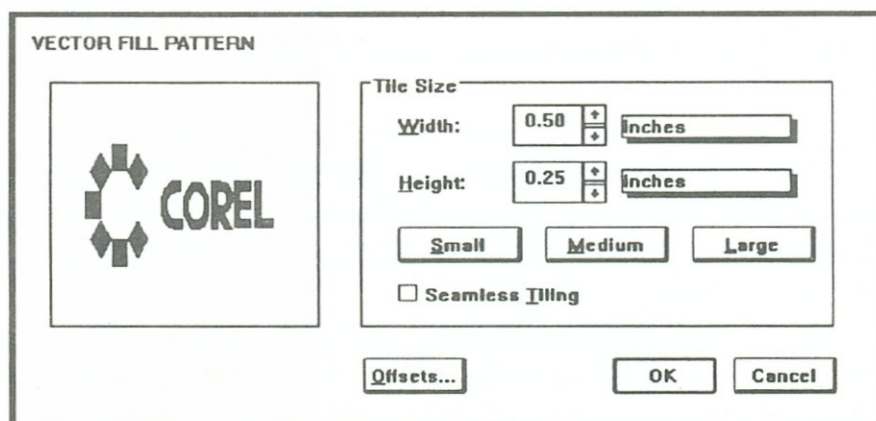 VECTOR FILL PATTERN
COREL
Tile Size
Width: 0.50 Inches
Height: 0.25 Inches
Small Medium Large
Seamless Tiling
Offsets... OK Cancel